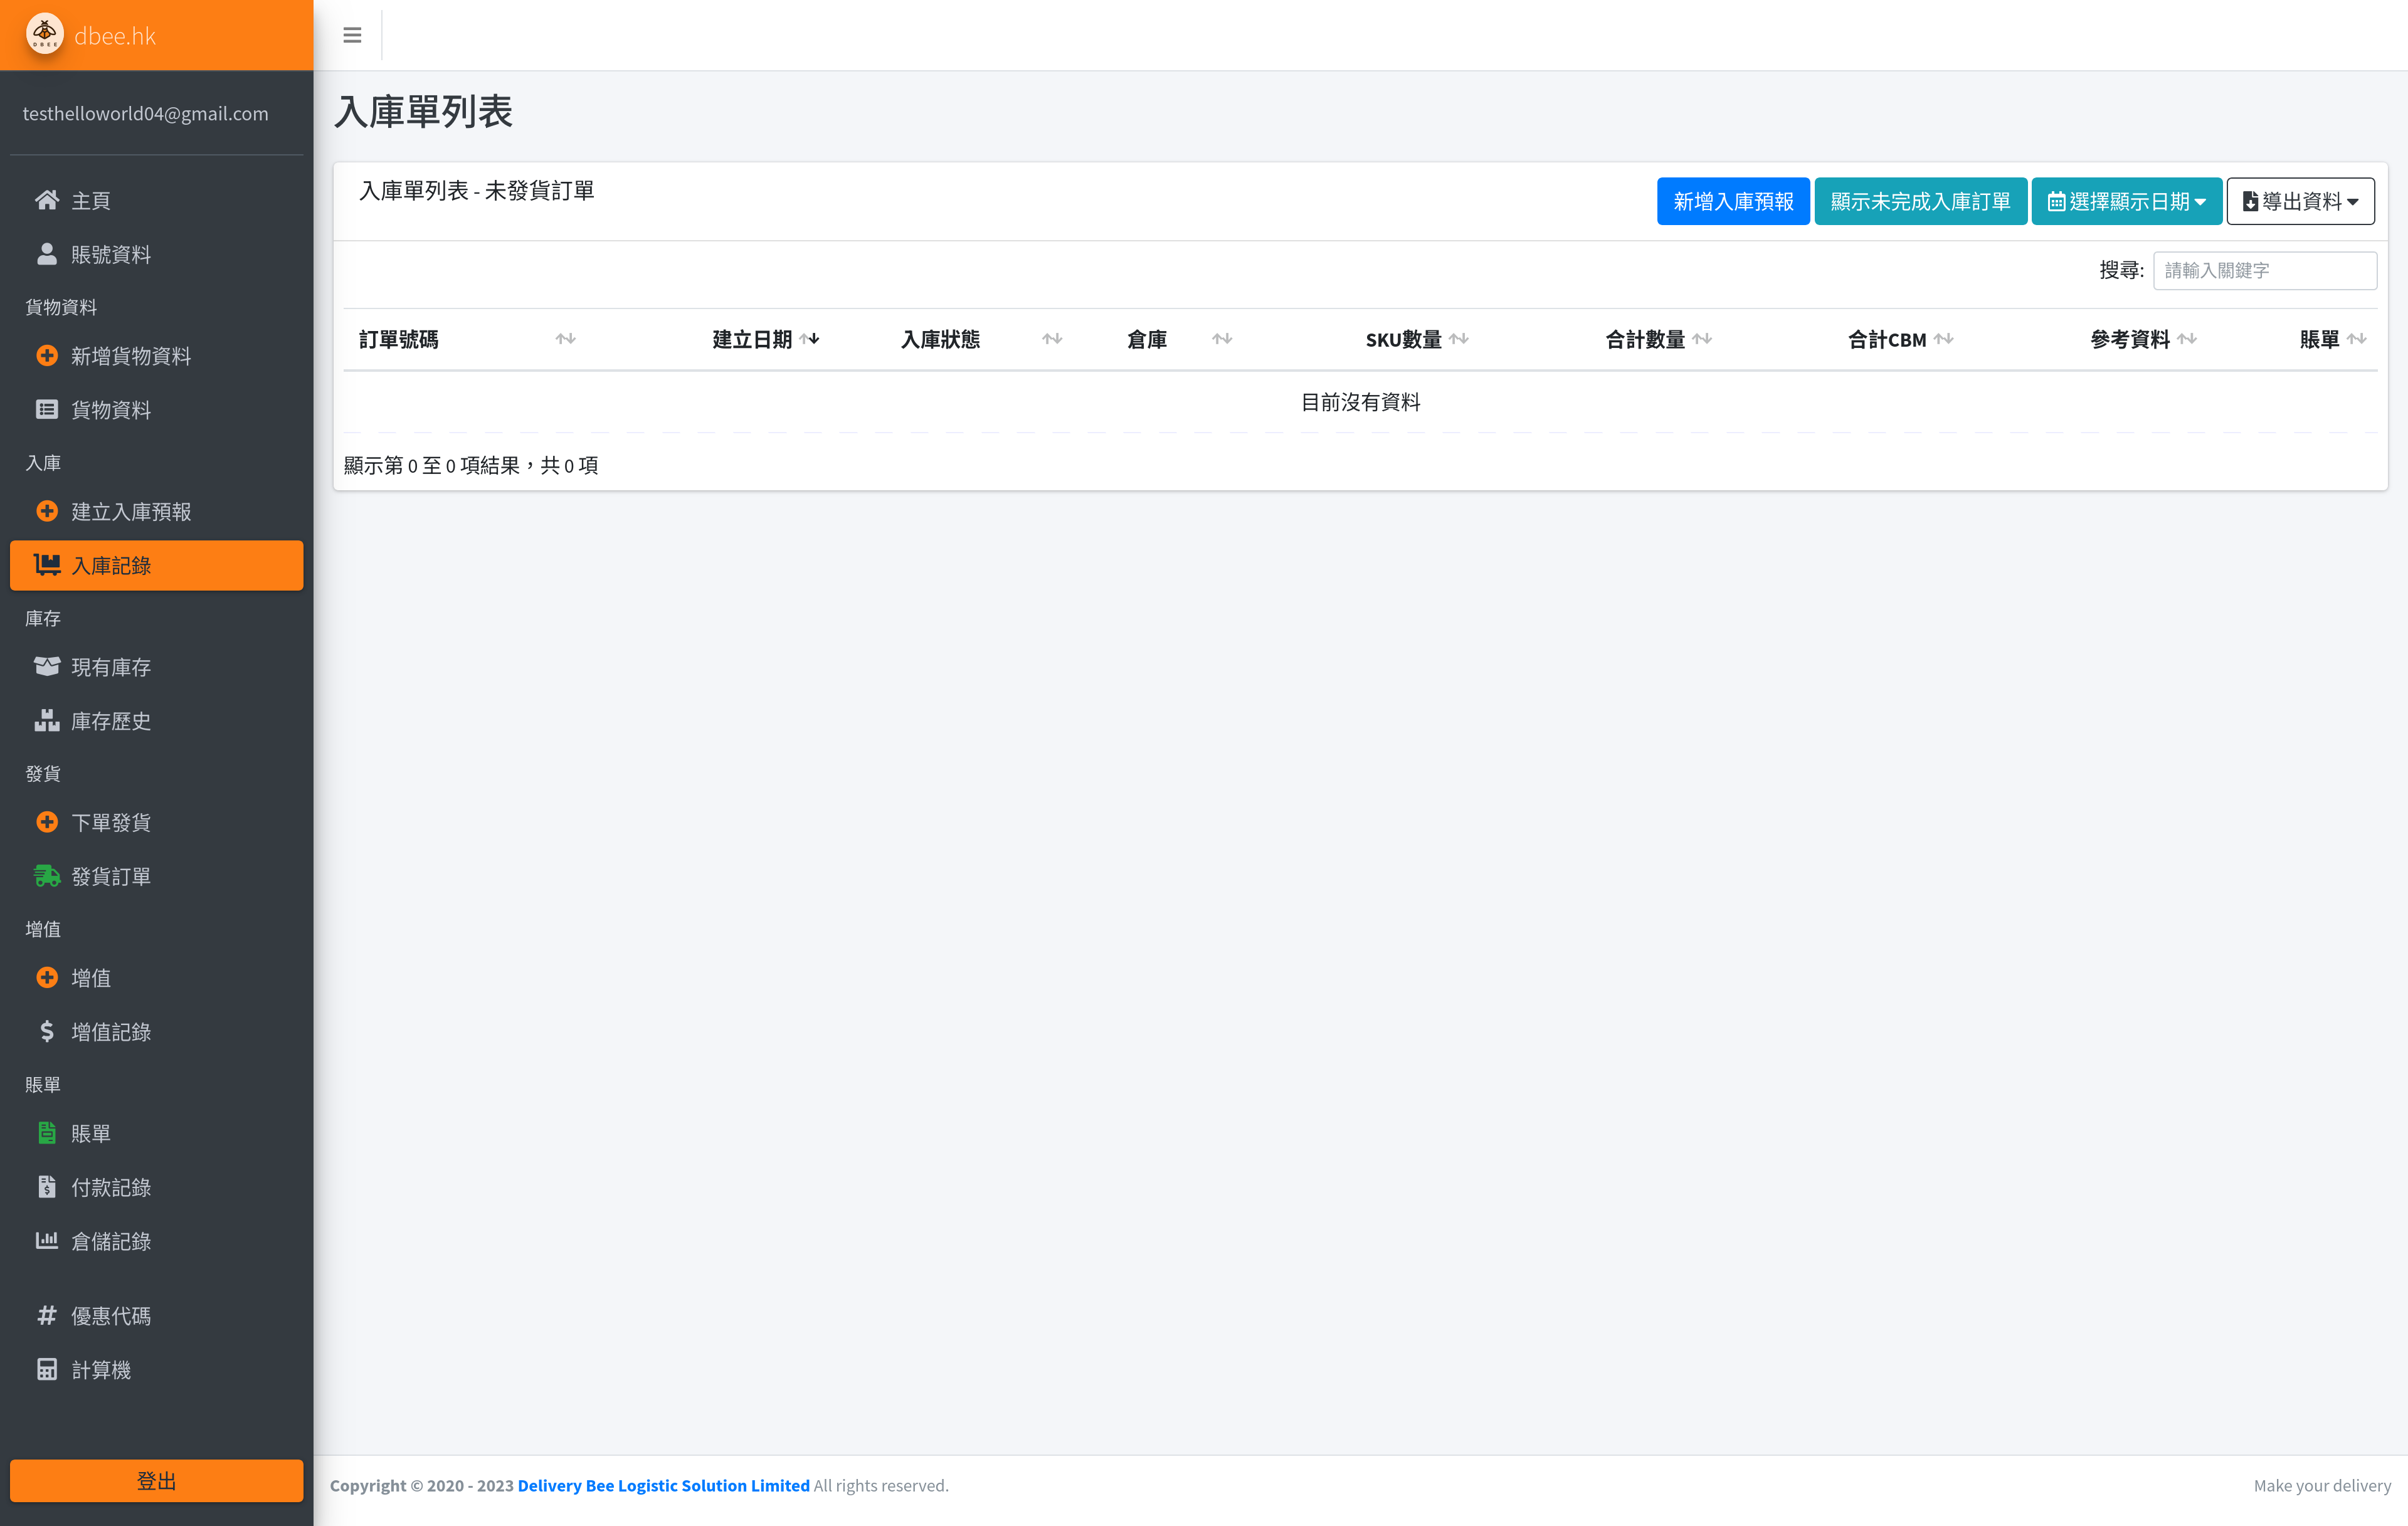 DBEE
dbee.hk
testhelloworld04@gmail.com
主頁
賬號資料
貨物資料
新增貨物資料
貨物資料
入庫
建立入庫預報
入庫記錄
庫存
現有庫存
庫存歷史
發貨
下單發貨
發貨訂單
增值
增值
增值記錄
賬單
賬單
付款記錄
倉儲記錄
優惠代碼
計算機
登出
入庫單列表
入庫單列表 - 未發貨訂單
新增入庫預報 顯示未完成入庫訂單 選擇顯示日期 導出資料
搜尋: 請輸入關鍵字
訂單號碼 建立日期 入庫狀態 倉庫 SKU數量 合計數量 合計CBM 參考資料 賬單
目前沒有資料
顯示第 0 至 0 項結果，共 0 項
Copyright © 2020 - 2023 Delivery Bee Logistic Solution Limited All rights reserved.
Make your delivery